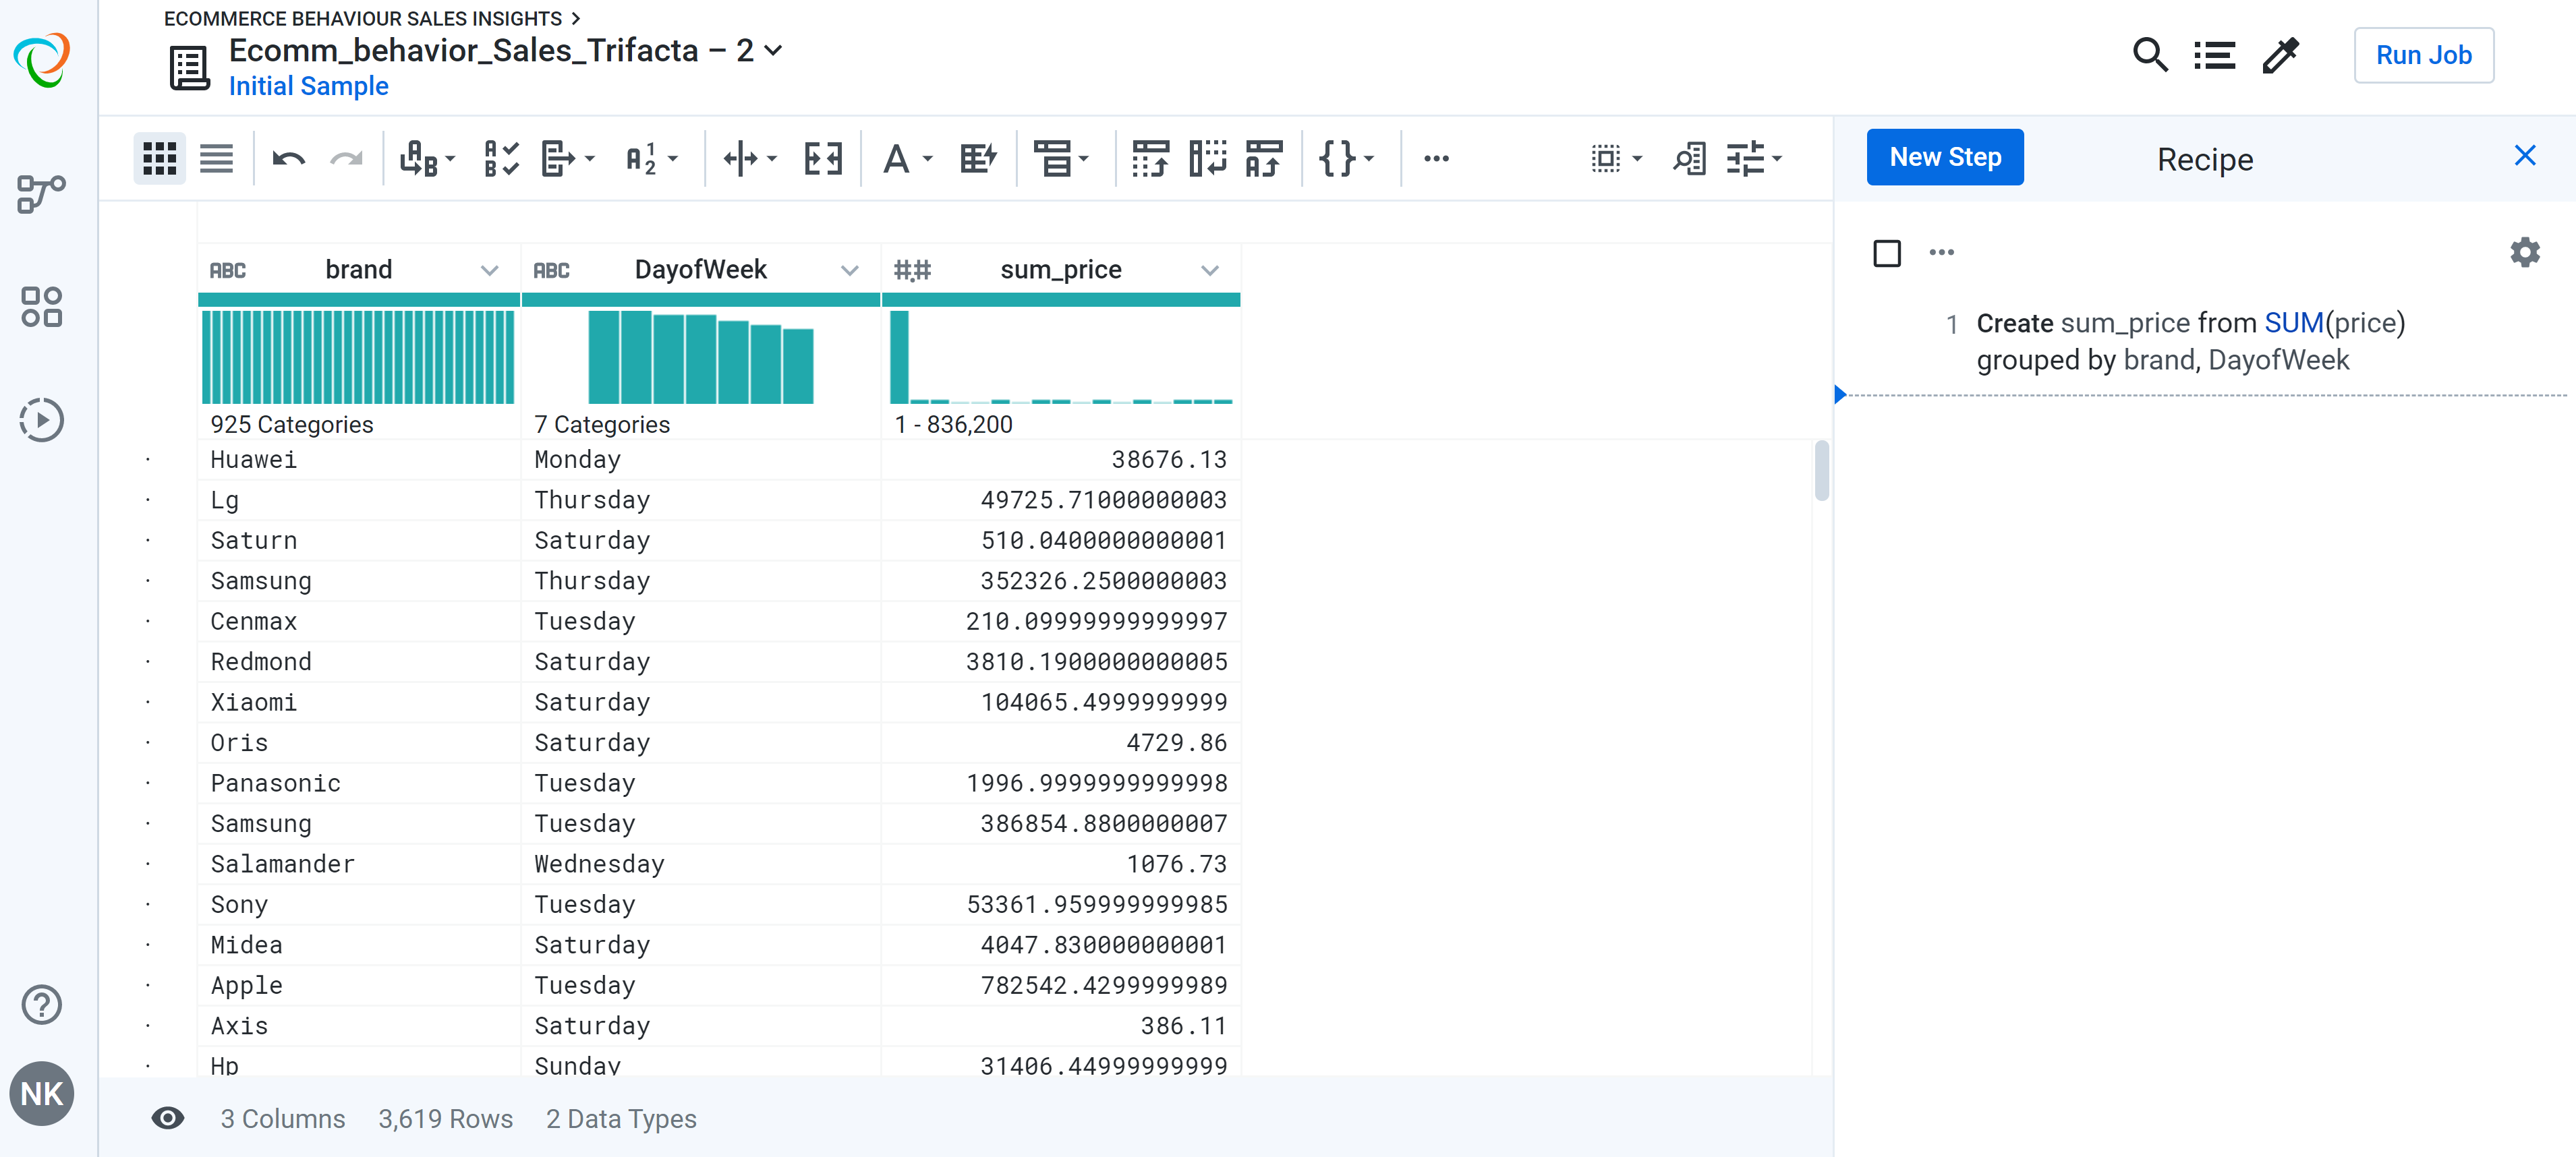 ECOMMERCE BEHAVIOUR SALES INSIGHTS
Ecomm_behavior_Sales_Trifacta – 2
Initial Sample
Run Job
New Step
Recipe
1 Create sum_price from SUM(price)
grouped by brand, DayofWeek
ABC brand ABC DayofWeek ##.## sum_price
925 Categories 7 Categories 1 - 836,200
Huawei Monday 38676.13
Lg Thursday 49725.71000000003
Saturn Saturday 510.0400000000001
Samsung Thursday 352326.2500000003
Cenmax Tuesday 210.09999999999997
Redmond Saturday 3810.1900000000005
Xiaomi Saturday 104065.4999999999
Oris Saturday 4729.86
Panasonic Tuesday 1996.9999999999998
Samsung Tuesday 386854.8800000007
Salamander Wednesday 1076.73
Sony Tuesday 53361.959999999985
Midea Saturday 4047.830000000001
Apple Tuesday 782542.4299999989
Axis Saturday 386.11
Hp Sunday 31406.44999999999
3 Columns 3,619 Rows 2 Data Types
NK